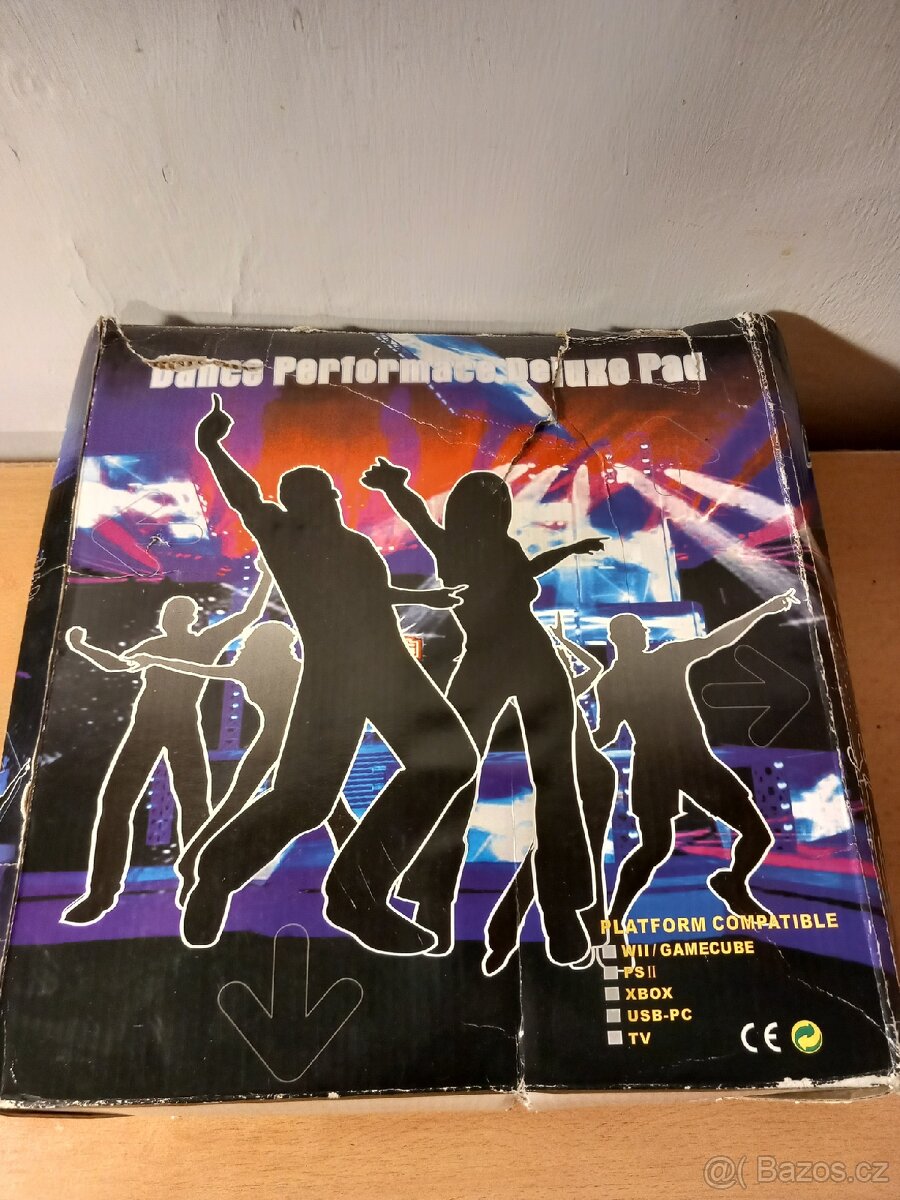 Dance Performace Deluxe Pad
PLATFORM COMPATIBLE
WII / GAMECUBE
PS II
XBOX
USB-PC
TV
CE
@( Bazos.cz